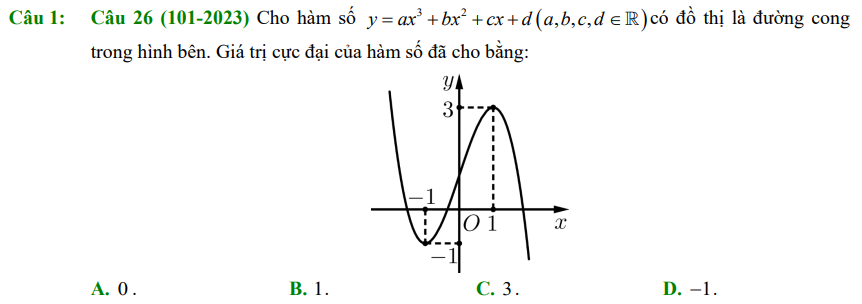 Câu 1: Câu 26 (101-2023) Cho hàm số y = ax³ + bx² + cx + d (a,b,c,d ∈ ℝ) có đồ thị là đường cong
trong hình bên. Giá trị cực đại của hàm số đã cho bằng:
y
3
−1
O 1 x
−1
A. 0 . B. 1 . C. 3 . D. −1 .